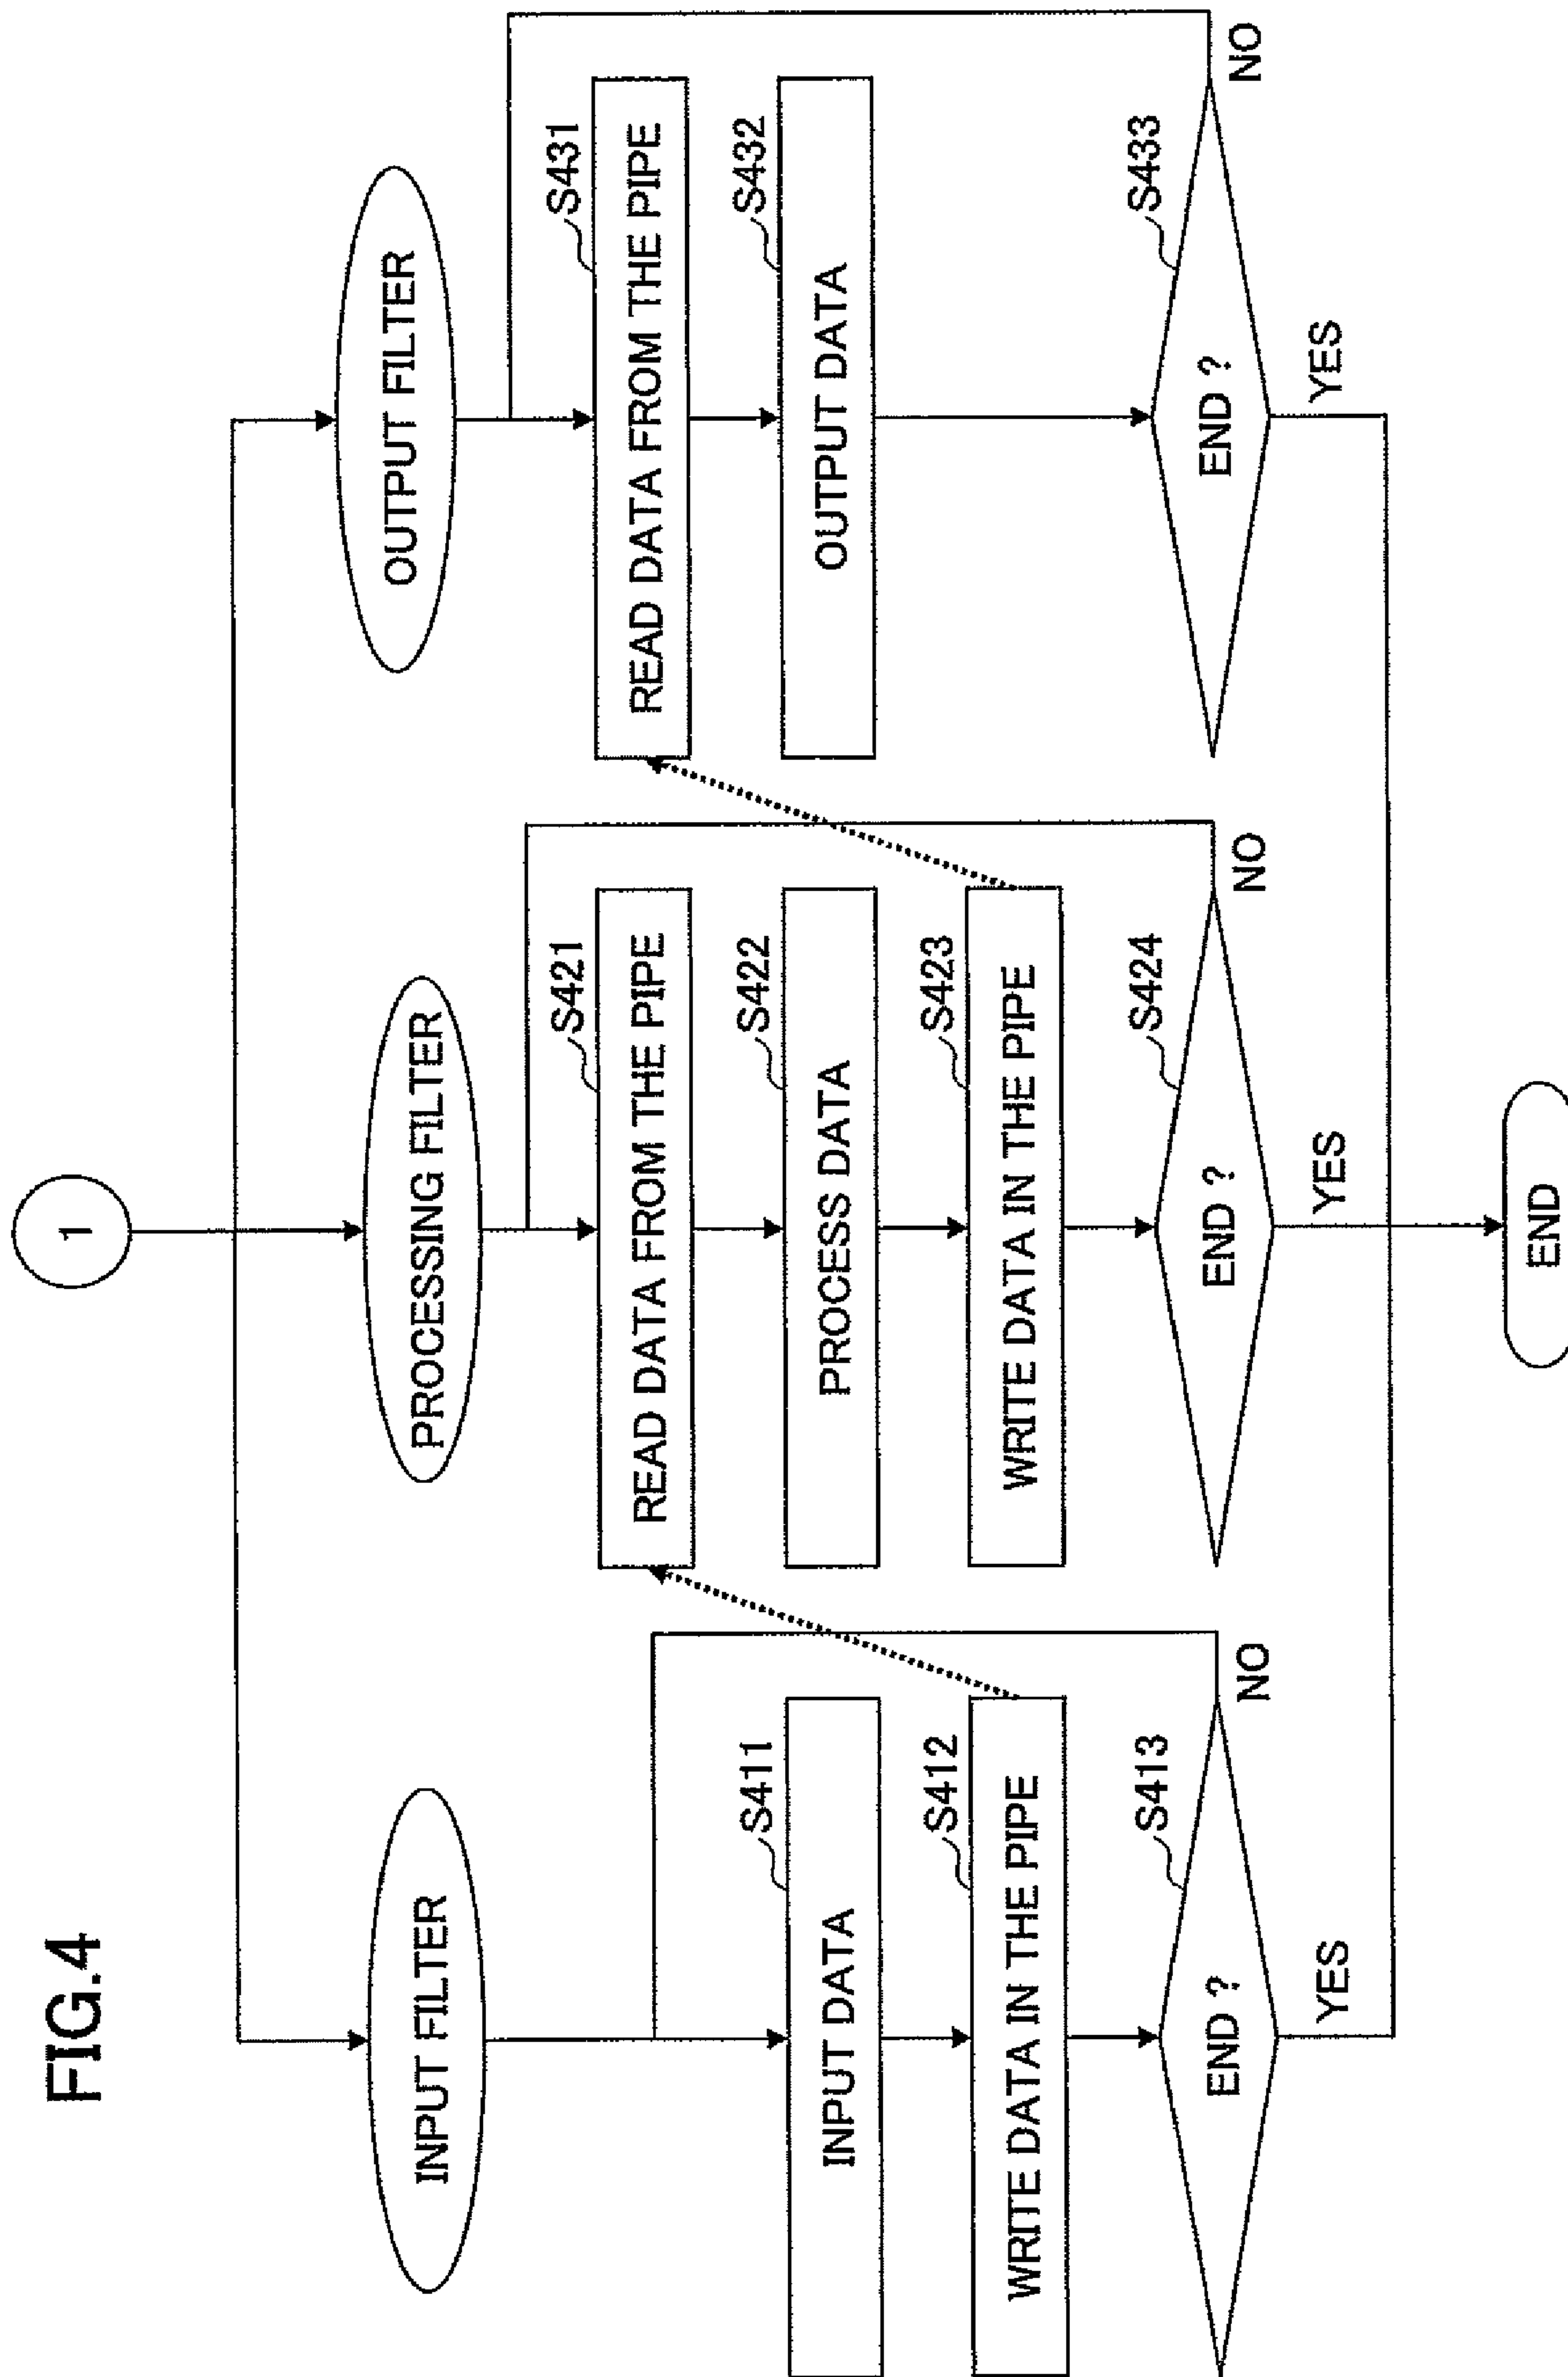 FIG.4
1
INPUT FILTER
S411
INPUT DATA
S412
WRITE DATA IN THE PIPE
S413
END ?
NO
YES
PROCESSING FILTER
S421
READ DATA FROM THE PIPE
S422
PROCESS DATA
S423
WRITE DATA IN THE PIPE
S424
END ?
NO
YES
OUTPUT FILTER
S431
READ DATA FROM THE PIPE
S432
OUTPUT DATA
S433
END ?
NO
YES
END